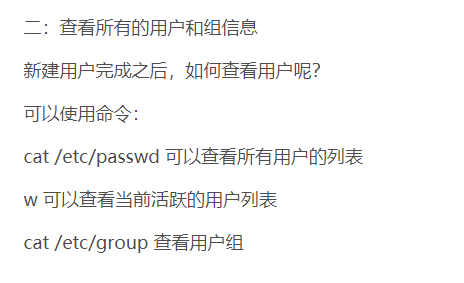 二：查看所有的用户和组信息
新建用户完成之后，如何查看用户呢？
可以使用命令：
cat /etc/passwd 可以查看所有用户的列表
w 可以查看当前活跃的用户列表
cat /etc/group 查看用户组